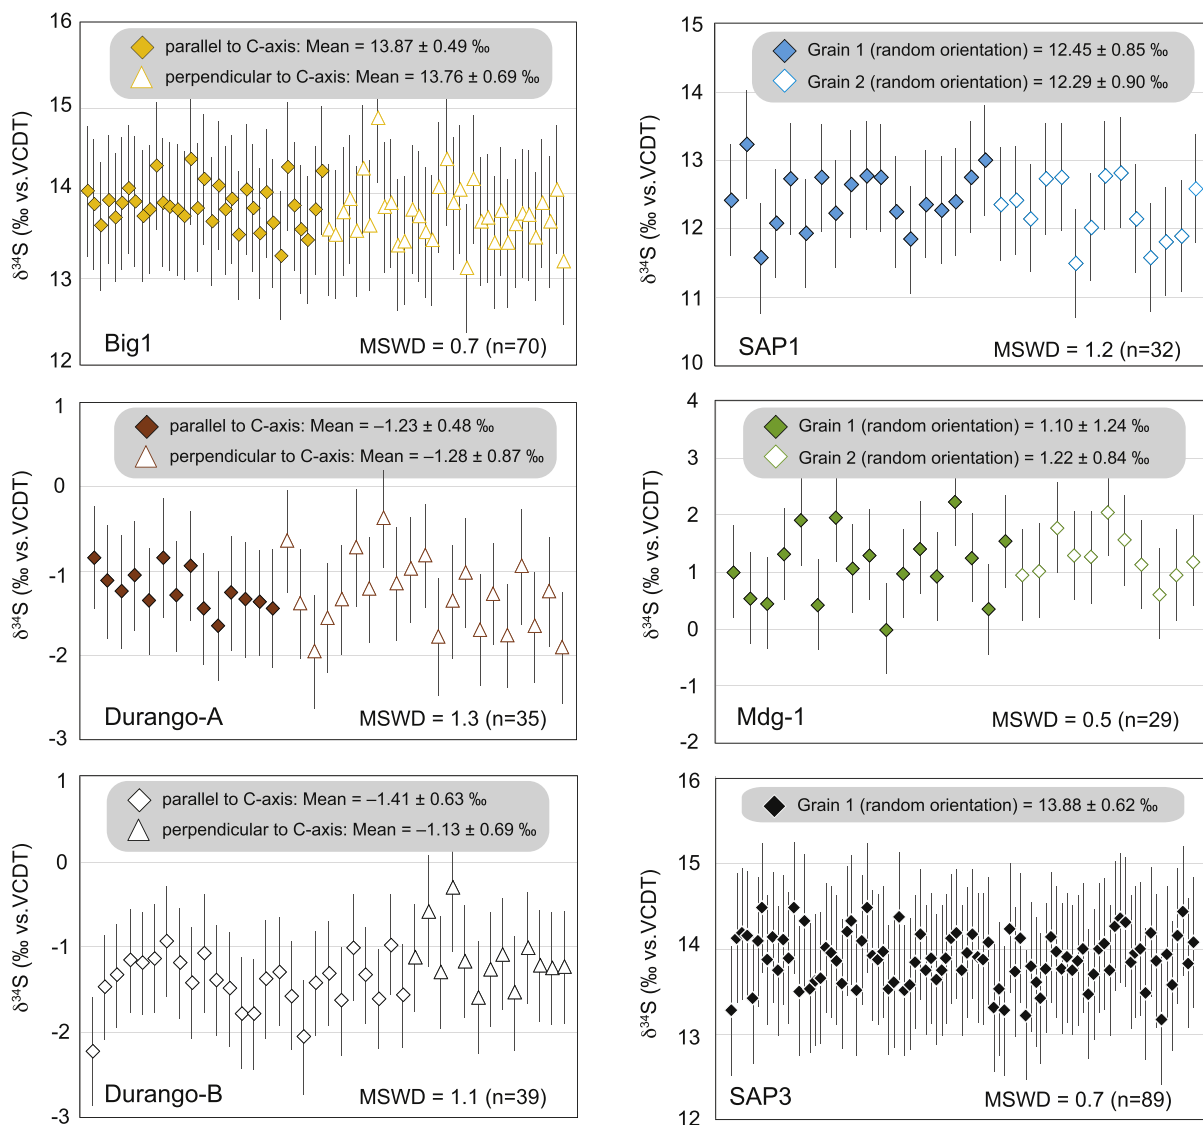 16
parallel to C-axis: Mean = 13.87 ± 0.49 ‰
perpendicular to C-axis: Mean = 13.76 ± 0.69 ‰
15
14
13
12
δ³⁴S (‰ vs.VCDT)
Big1
MSWD = 0.7 (n=70)
15
Grain 1 (random orientation) = 12.45 ± 0.85 ‰
Grain 2 (random orientation) = 12.29 ± 0.90 ‰
14
13
12
11
10
δ³⁴S (‰ vs.VCDT)
SAP1
MSWD = 1.2 (n=32)
1
parallel to C-axis: Mean = –1.23 ± 0.48 ‰
perpendicular to C-axis: Mean = –1.28 ± 0.87 ‰
0
-1
-2
-3
δ³⁴S (‰ vs.VCDT)
Durango-A
MSWD = 1.3 (n=35)
4
Grain 1 (random orientation) = 1.10 ± 1.24 ‰
Grain 2 (random orientation) = 1.22 ± 0.84 ‰
3
2
1
0
-1
-2
δ³⁴S (‰ vs.VCDT)
Mdg-1
MSWD = 0.5 (n=29)
1
parallel to C-axis: Mean = –1.41 ± 0.63 ‰
perpendicular to C-axis: Mean = –1.13 ± 0.69 ‰
0
-1
-2
-3
δ³⁴S (‰ vs.VCDT)
Durango-B
MSWD = 1.1 (n=39)
16
Grain 1 (random orientation) = 13.88 ± 0.62 ‰
15
14
13
12
δ³⁴S (‰ vs.VCDT)
SAP3
MSWD = 0.7 (n=89)